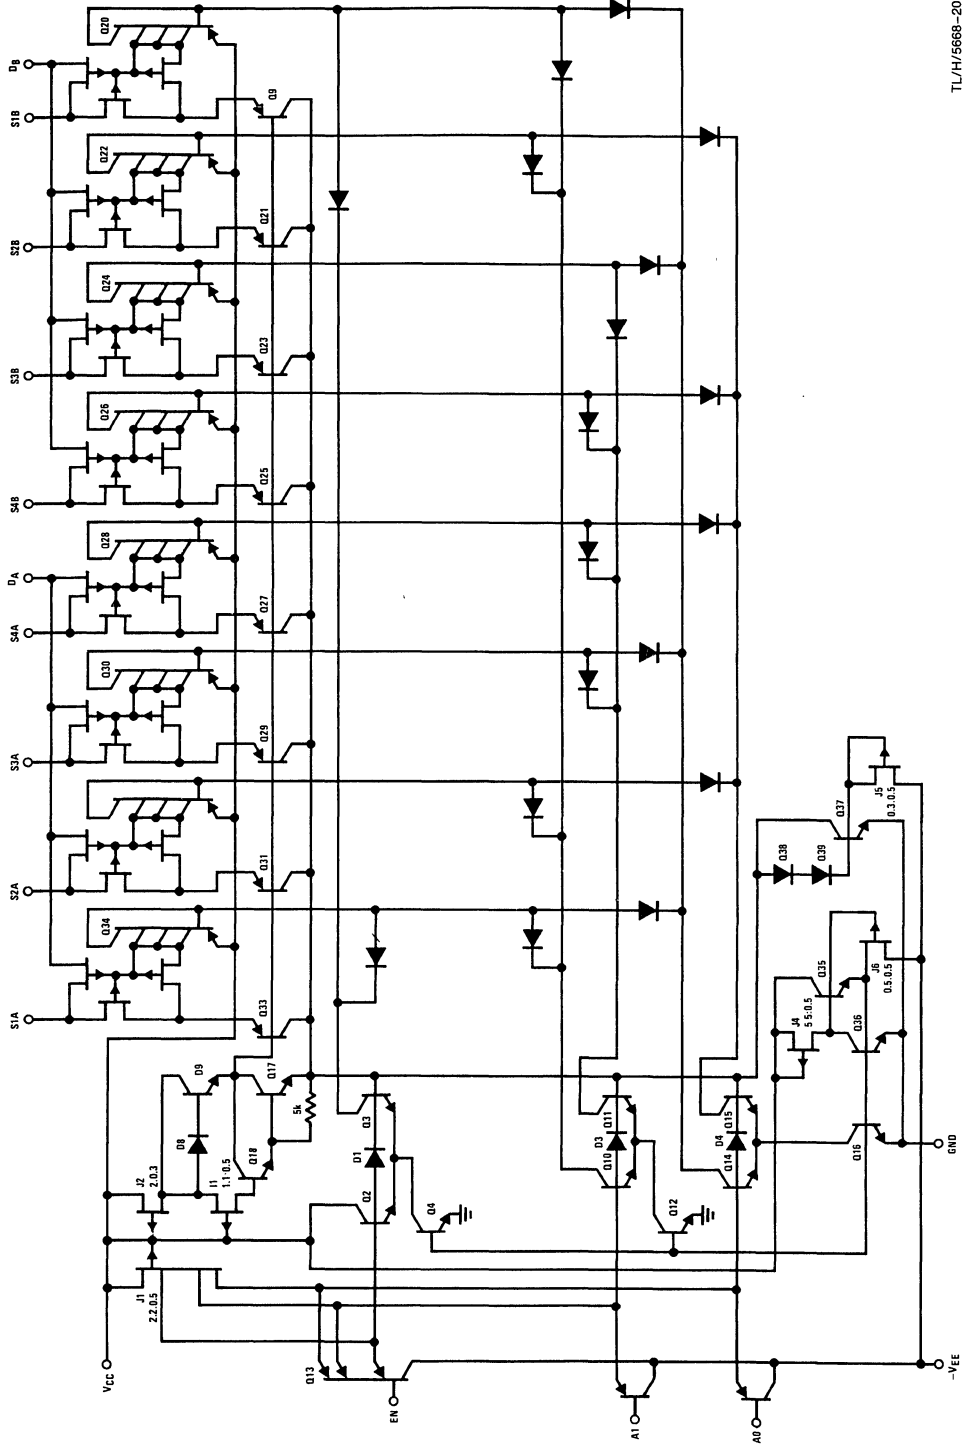 TL/H/5668–20
DB
S1B
S2B
S3B
S4B
DA
S4A
S3A
S2A
S1A
Q20
Q22
Q24
Q26
Q28
Q30
Q34
Q9
Q21
Q23
Q25
Q27
Q29
Q31
Q33
D9
Q17
5k
D8
Q18
J2
2.0.3
I1
1.1·0.5
J1
2.2.0.5
VCC
Q13
EN
D1
Q3
Q2
Q4
D3
Q11
Q10
Q12
D4
Q15
Q14
Q16
A1
A0
J4
5 5:0.5
Q35
Q36
J6
0.5.0.5
Q38
Q39
Q37
J5
0.3.0.5
GND
–VEE